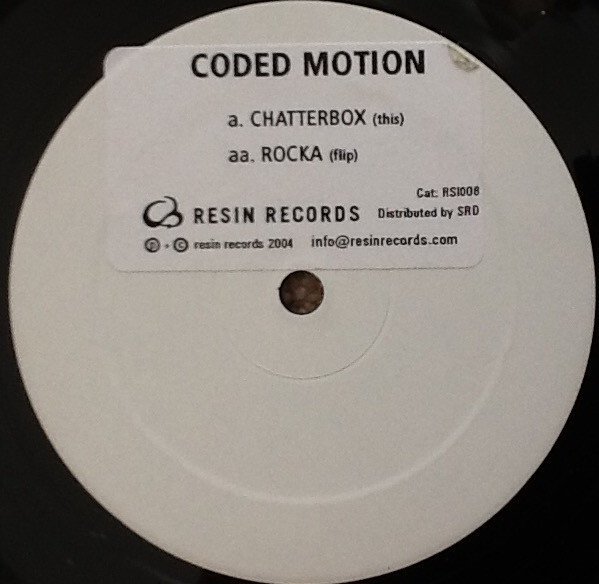 CODED MOTION
a. CHATTERBOX (this)
aa. ROCKA (flip)
Cat: RSI008
RESIN RECORDS Distributed by SRD
℗ + © resin records 2004 info@resinrecords.com